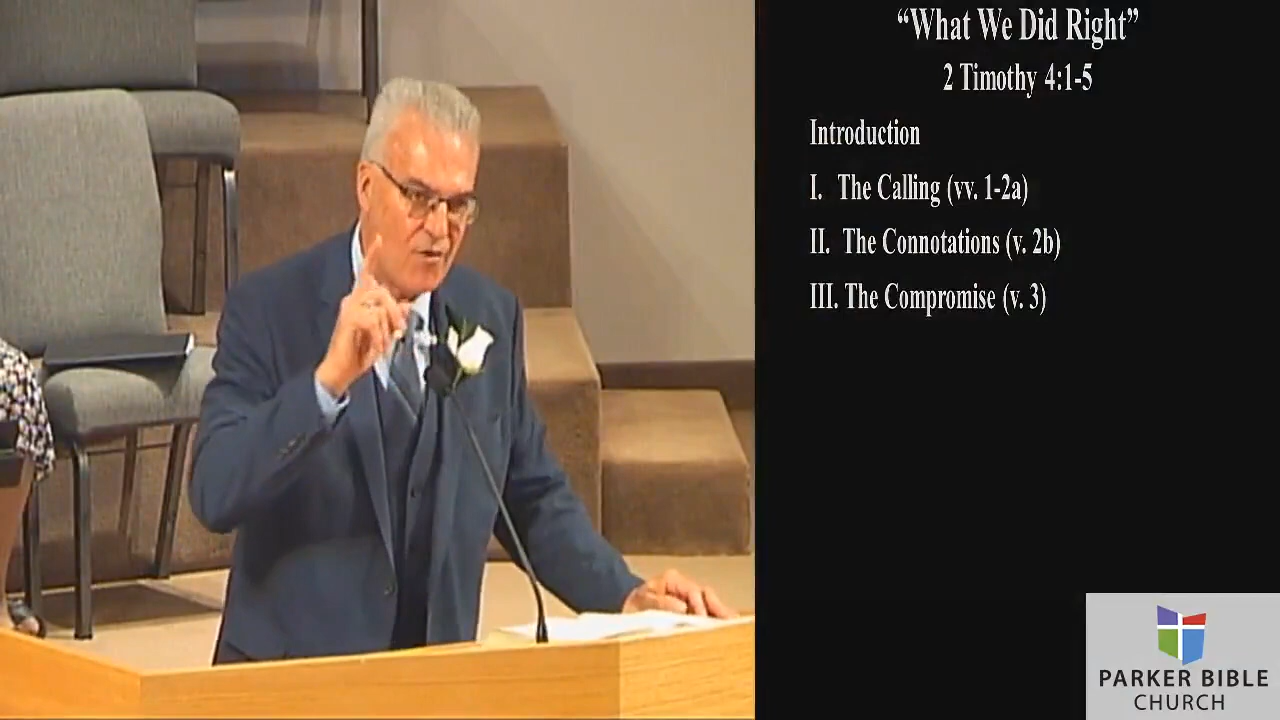 “What We Did Right”
2 Timothy 4:1-5
Introduction
I. The Calling (vv. 1-2a)
II. The Connotations (v. 2b)
III. The Compromise (v. 3)
PARKER BIBLE
CHURCH